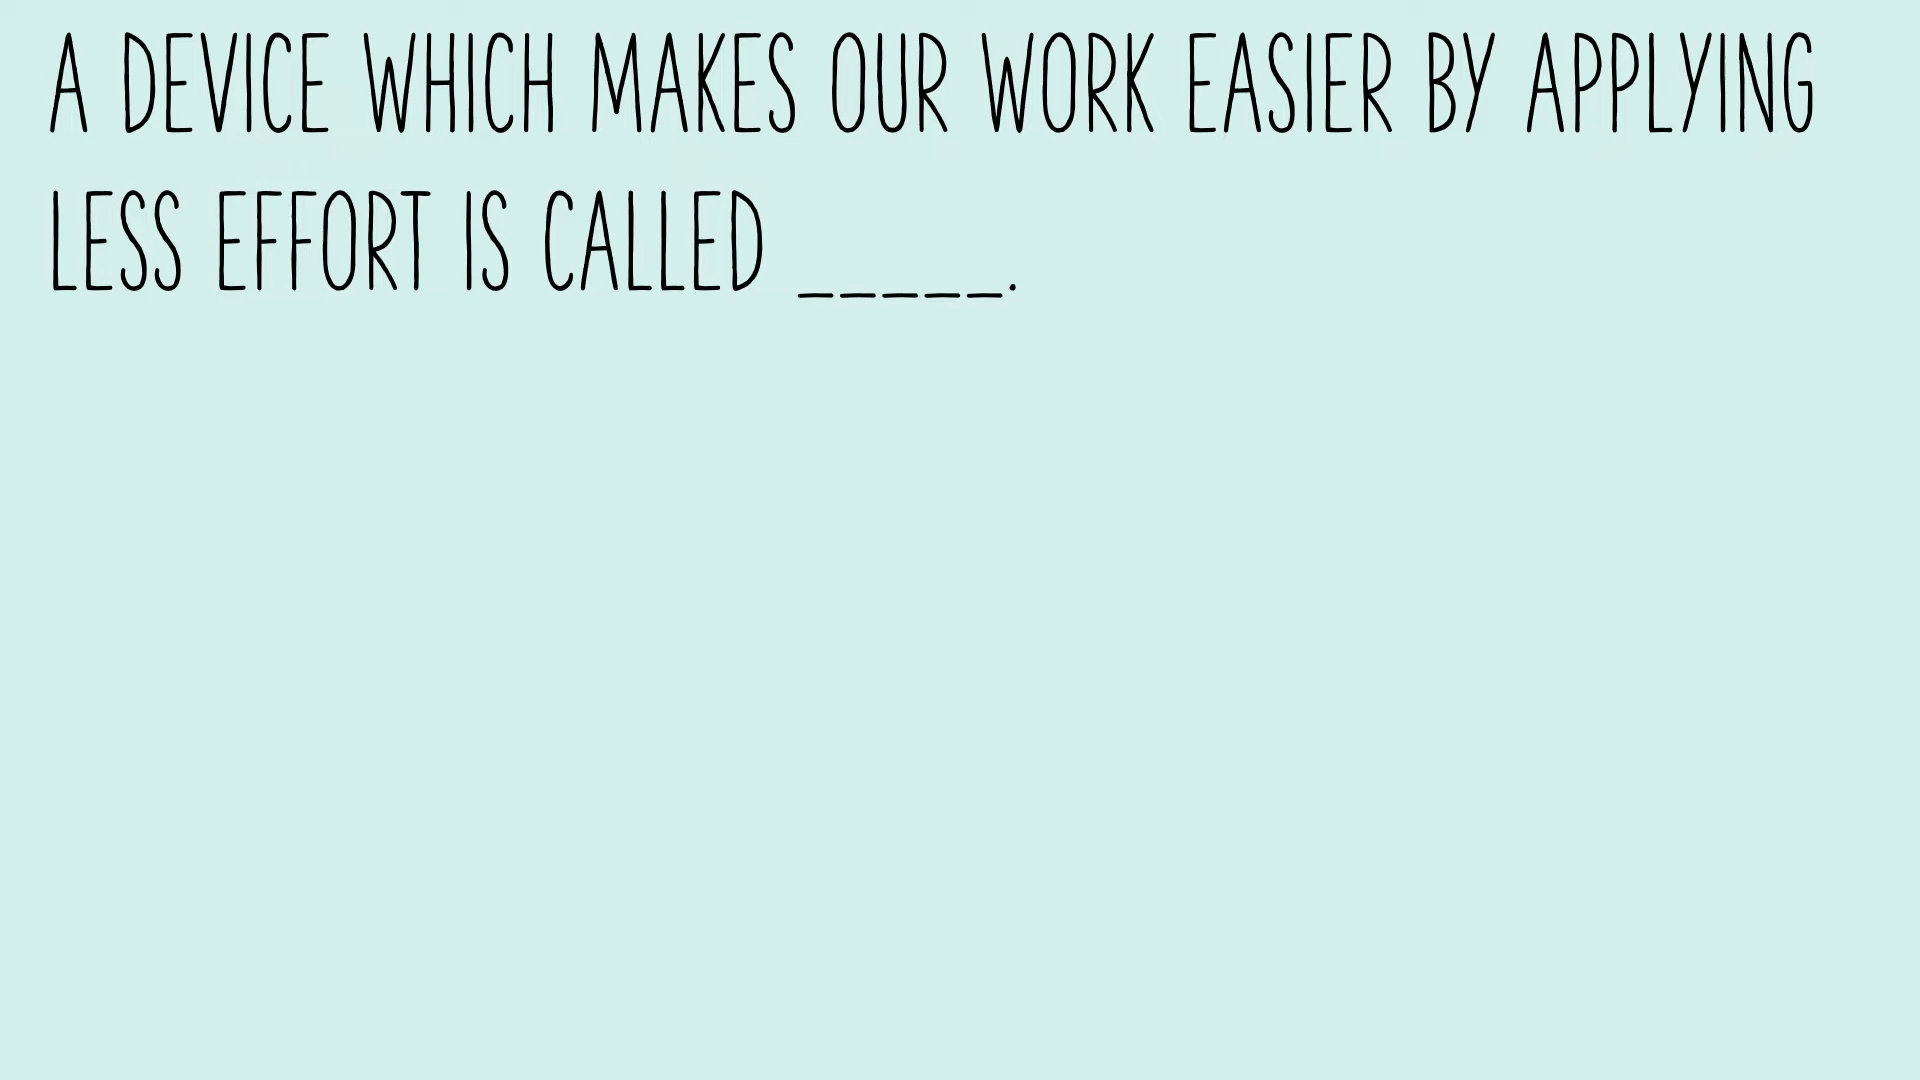 A DEVICE WHICH MAKES OUR WORK EASIER BY APPLYING
LESS EFFORT IS CALLED _____.